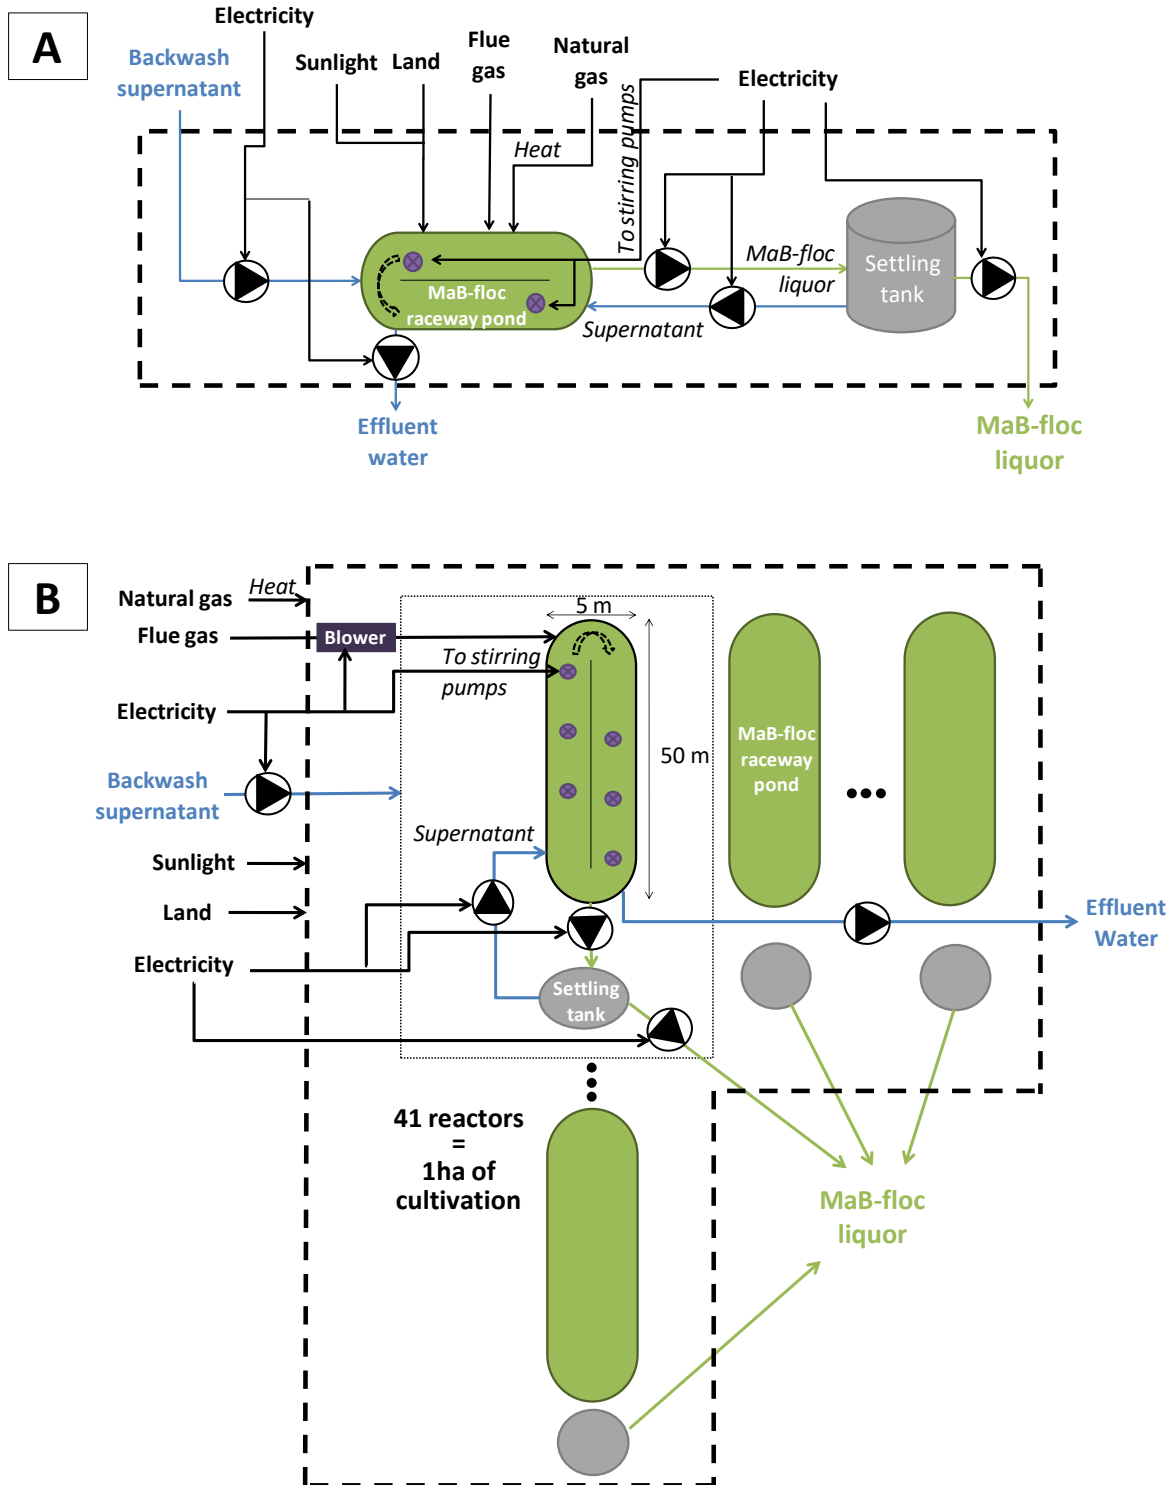 A
Electricity
Backwash
supernatant
Sunlight
Land
Flue
gas
Natural
gas
Electricity
Heat
To stirring pumps
MaB-floc
raceway pond
MaB-floc
liquor
Supernatant
Settling
tank
Effluent
water
MaB-floc
liquor
B
Natural gas
Heat
Flue gas
Blower
5 m
To stirring
pumps
Electricity
50 m
MaB-floc
raceway
pond
Backwash
supernatant
Supernatant
Sunlight
Land
Effluent
Water
Electricity
Settling
tank
41 reactors
=
1ha of
cultivation
MaB-floc
liquor